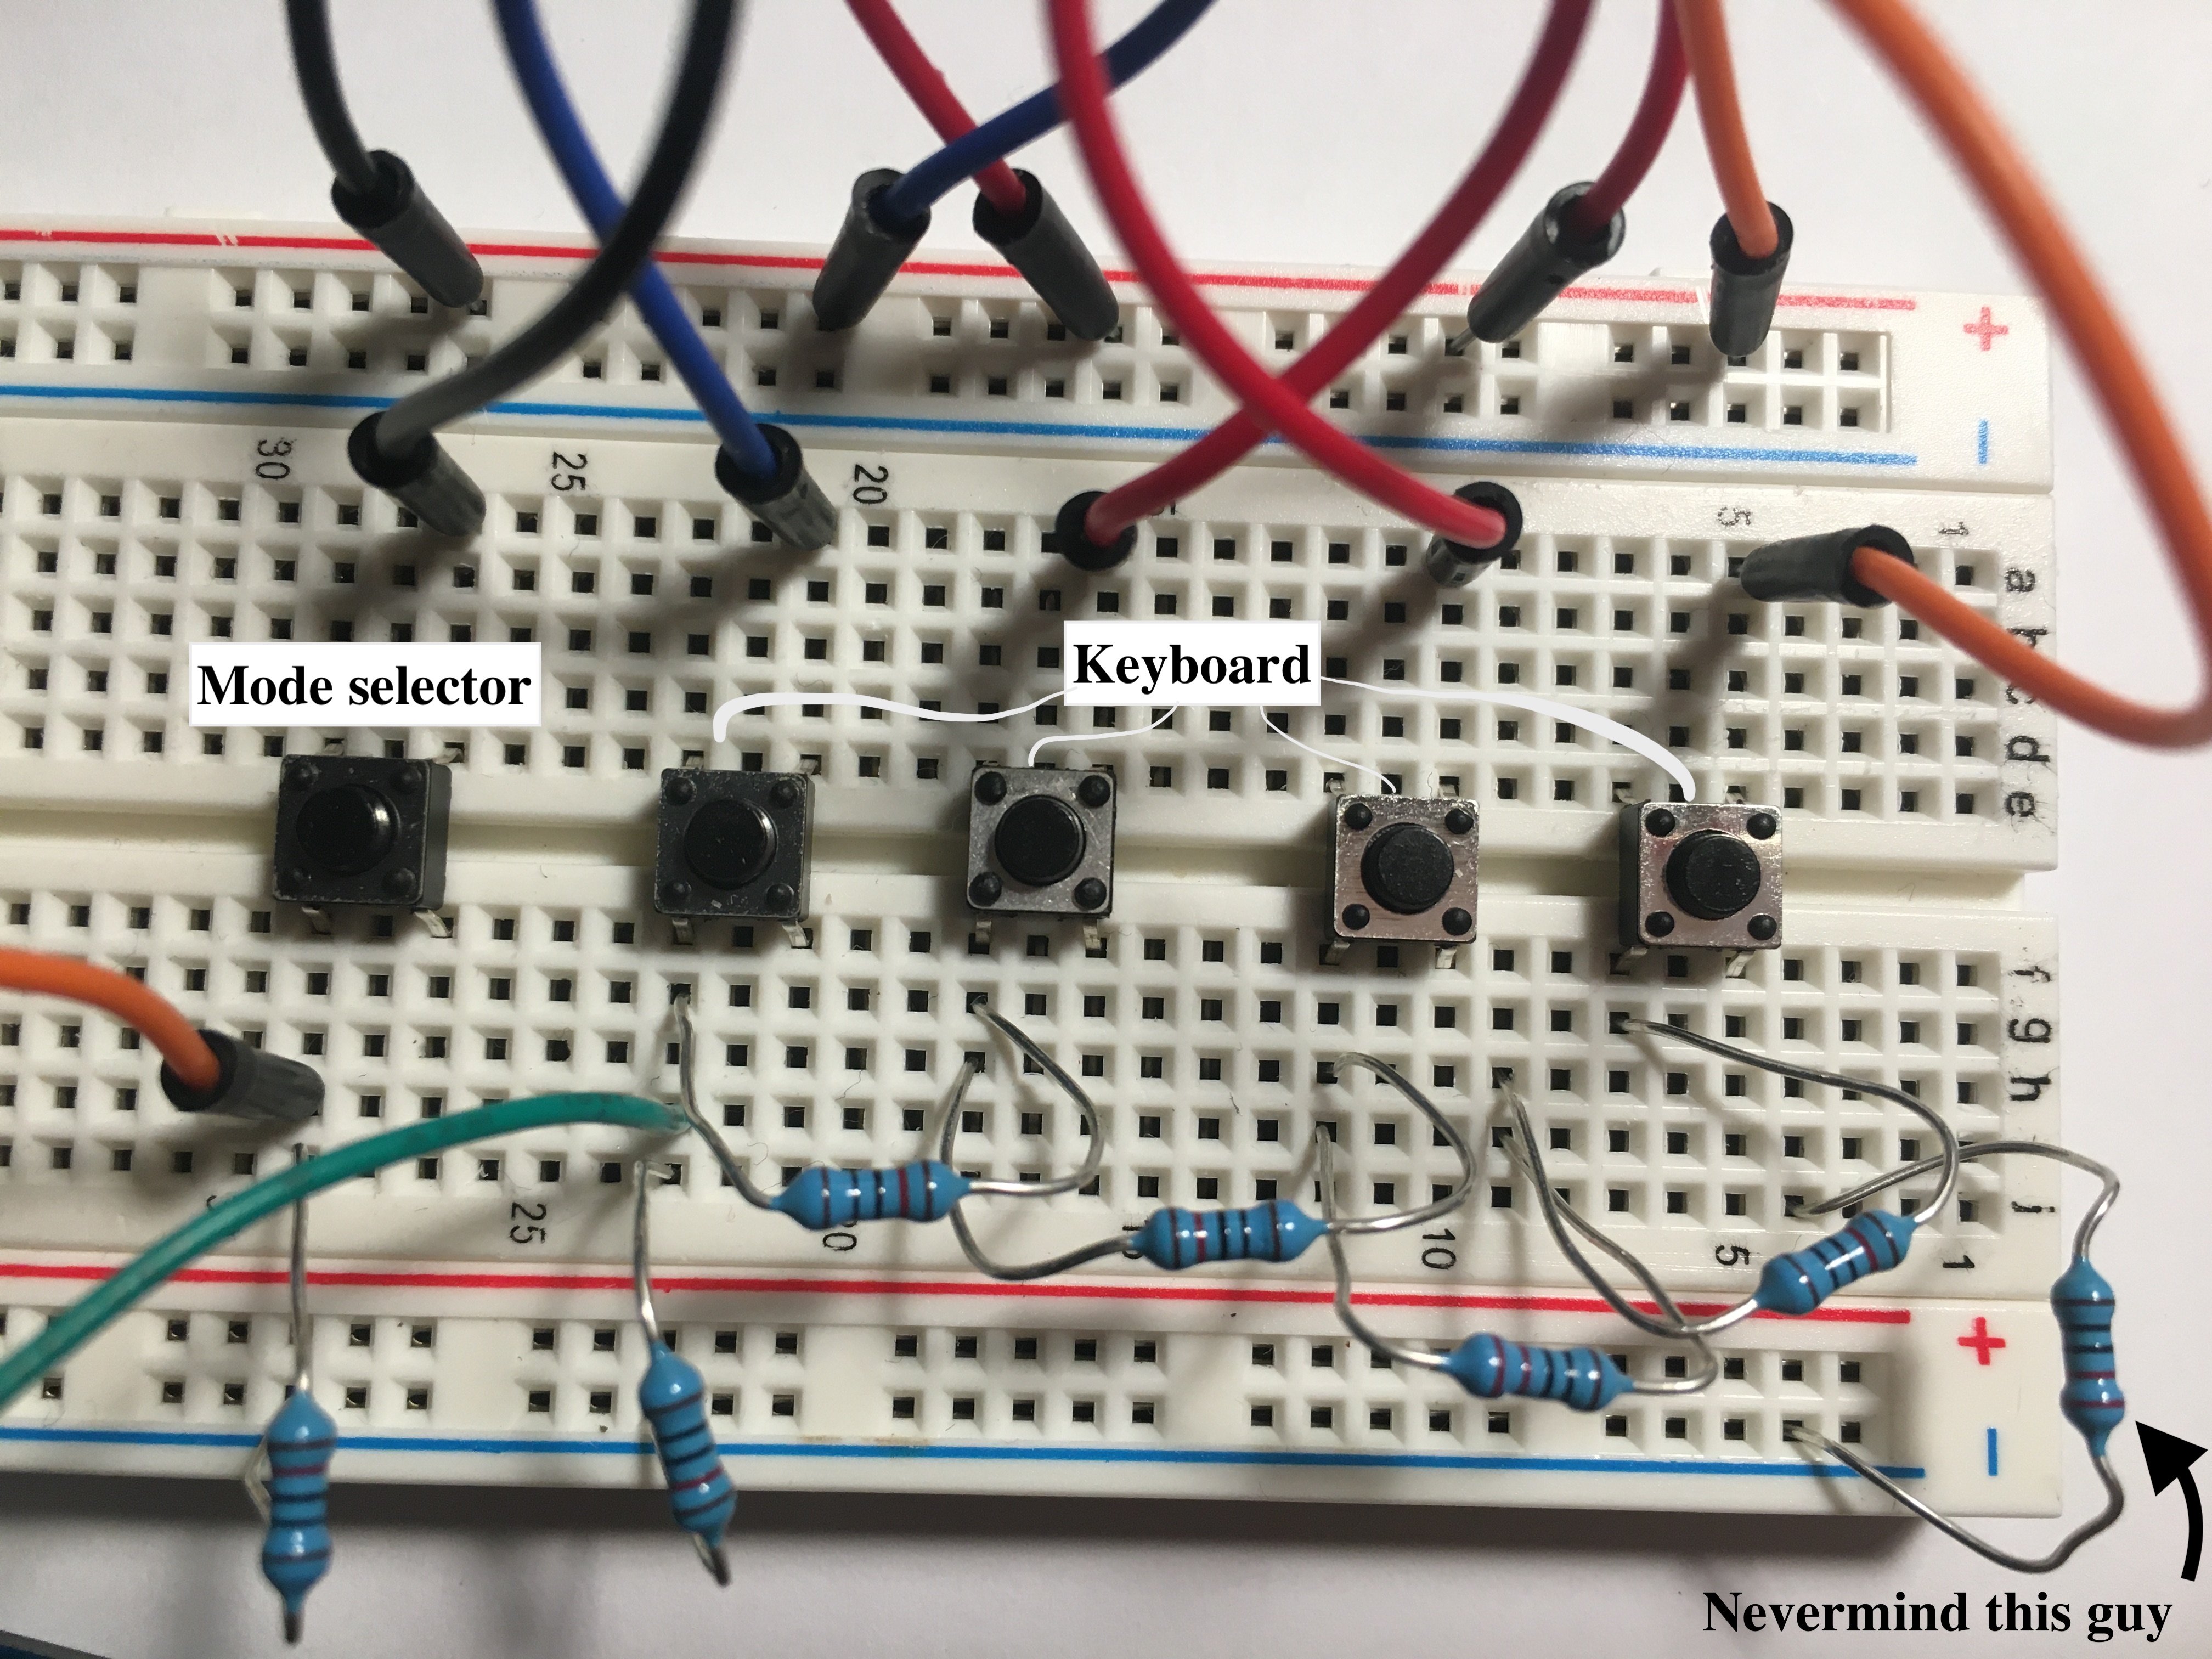 +
−
30
25
20
5
1
a
b
c
d
e
Mode selector
Keyboard
f
g
h
j
25
20
10
5
1
+
−
Nevermind this guy